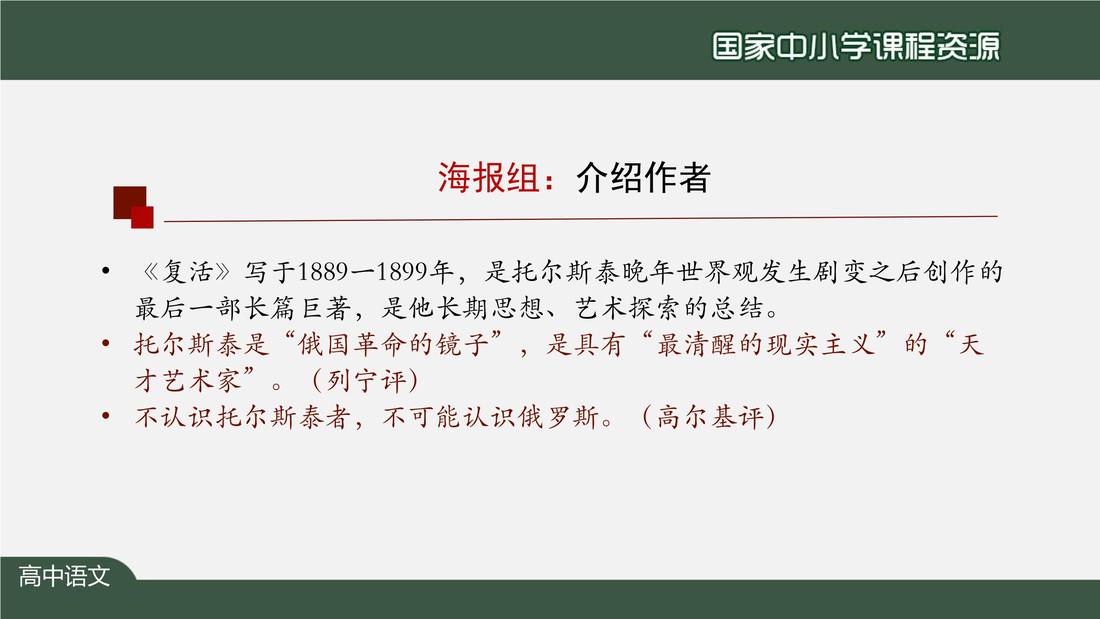 国家中小学课程资源
海报组：介绍作者
• 《复活》写于1889一1899年，是托尔斯泰晚年世界观发生剧变之后创作的
最后一部长篇巨著，是他长期思想、艺术探索的总结。
• 托尔斯泰是“俄国革命的镜子”，是具有“最清醒的现实主义”的“天
才艺术家”。（列宁评）
• 不认识托尔斯泰者，不可能认识俄罗斯。（高尔基评）
高中语文